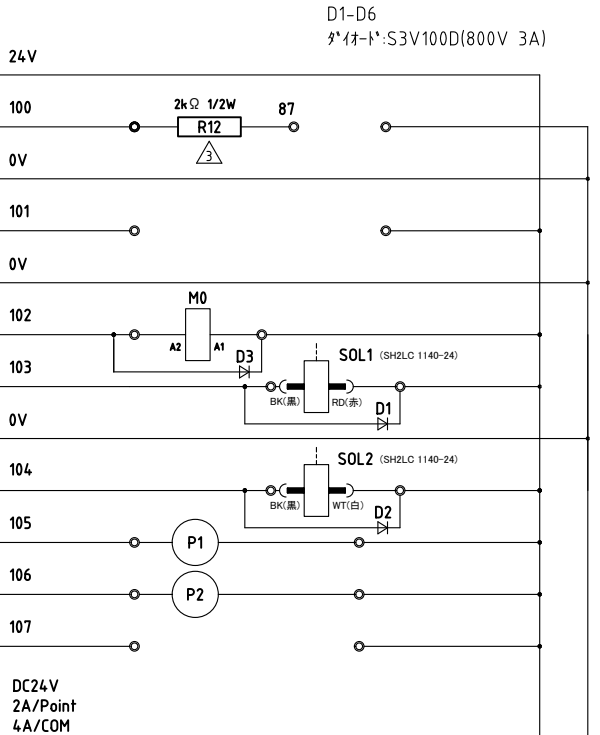 D1-D6
ﾀﾞｲｵｰﾄﾞ:S3V100D(800V 3A)
24V
100
2kΩ 1/2W
87
R12
3
0V
101
0V
M0
102
A2
A1
D3
SOL1 (SH2LC 1140-24)
103
BK(黒)
RD(赤)
D1
0V
SOL2 (SH2LC 1140-24)
104
BK(黒)
WT(白)
D2
105
P1
106
P2
107
DC24V
2A/Point
4A/COM